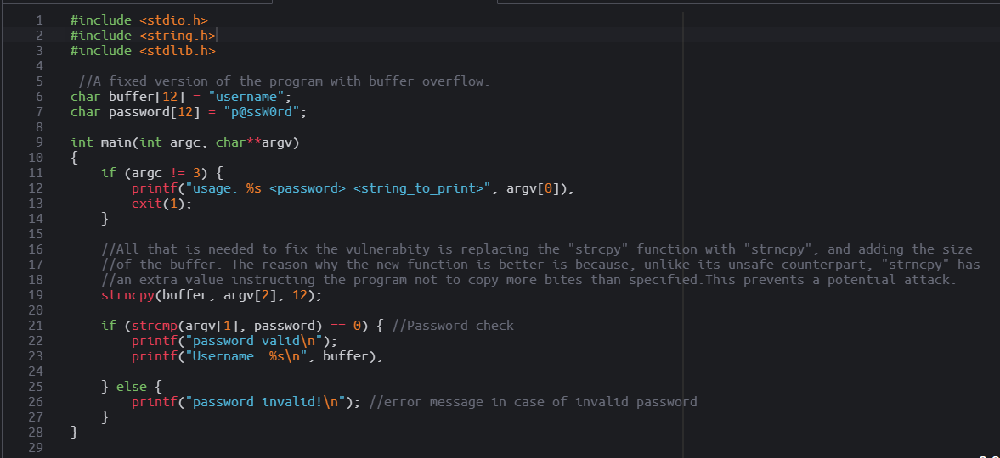 1 #include <stdio.h>
2 #include <string.h>
3 #include <stdlib.h>
4
5 //A fixed version of the program with buffer overflow.
6 char buffer[12] = "username";
7 char password[12] = "p@ssW0rd";
8
9 int main(int argc, char**argv)
10 {
11 if (argc != 3) {
12 printf("usage: %s <password> <string_to_print>", argv[0]);
13 exit(1);
14 }
15
16 //All that is needed to fix the vulnerabity is replacing the "strcpy" function with "strncpy", and adding the size
17 //of the buffer. The reason why the new function is better is because, unlike its unsafe counterpart, "strncpy" has
18 //an extra value instructing the program not to copy more bites than specified.This prevents a potential attack.
19 strncpy(buffer, argv[2], 12);
20
21 if (strcmp(argv[1], password) == 0) { //Password check
22 printf("password valid\n");
23 printf("Username: %s\n", buffer);
24
25 } else {
26 printf("password invalid!\n"); //error message in case of invalid password
27 }
28 }
29